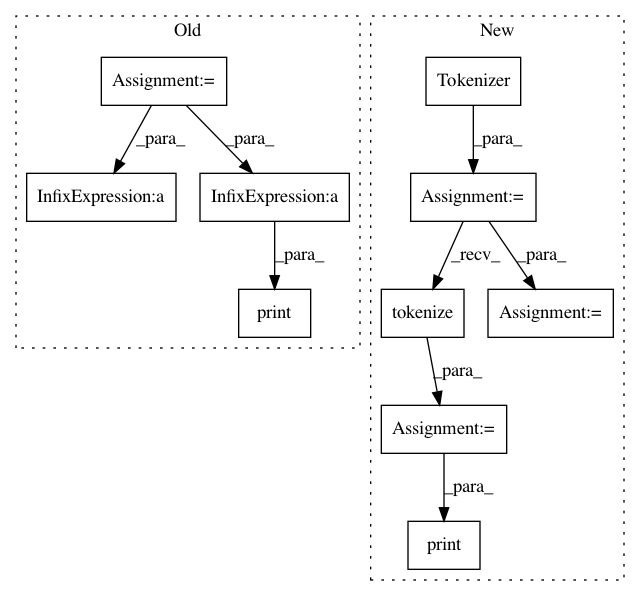 Old
Assignment:=
_para_
_para_
InfixExpression:a
InfixExpression:a
_para_
print
New
Tokenizer
_para_
Assignment:=
_recv_
_para_
tokenize
Assignment:=
_para_
Assignment:=
_para_
print